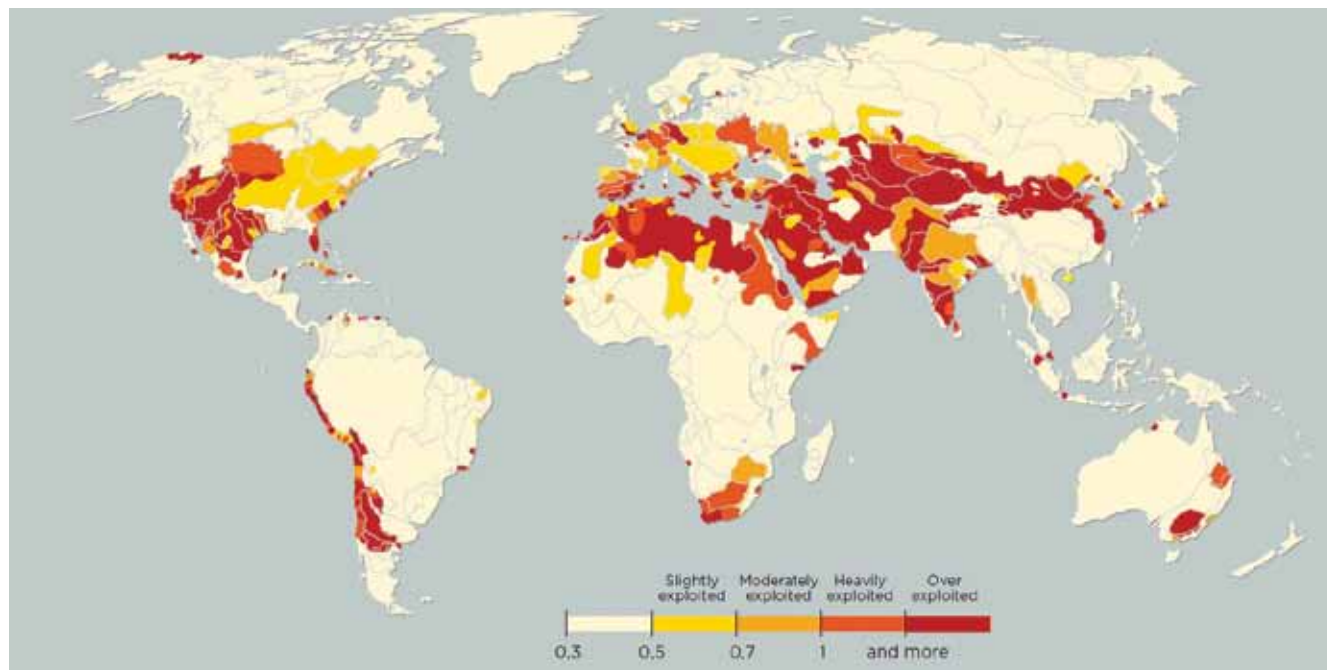 Slightly
exploited
Moderately
exploited
Heavily
exploited
Over
exploited
0.3
0.5
0.7
1
and more